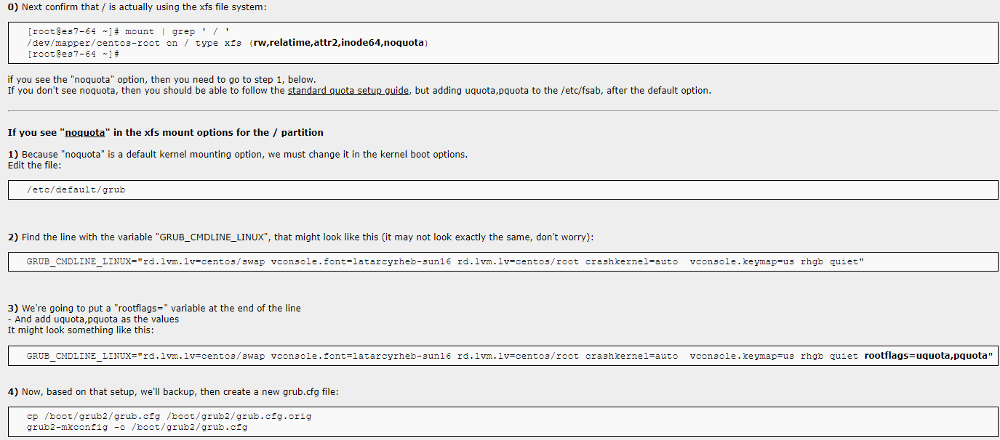 0) Next confirm that / is actually using the xfs file system:
[root@es7-64 ~]# mount | grep ' / '
/dev/mapper/centos-root on / type xfs (rw,relatime,attr2,inode64,noquota)
[root@es7-64 ~]#
if you see the "noquota" option, then you need to go to step 1, below.
If you don't see noquota, then you should be able to follow the standard quota setup guide, but adding uquota,pquota to the /etc/fsab, after the default option.
If you see "noquota" in the xfs mount options for the / partition
1) Because "noquota" is a default kernel mounting option, we must change it in the kernel boot options.
Edit the file:
/etc/default/grub
2) Find the line with the variable "GRUB_CMDLINE_LINUX", that might look like this (it may not look exactly the same, don't worry):
GRUB_CMDLINE_LINUX="rd.lvm.lv=centos/swap vconsole.font=latarcyrheb-sun16 rd.lvm.lv=centos/root crashkernel=auto  vconsole.keymap=us rhgb quiet"
3) We're going to put a "rootflags=" variable at the end of the line
- And add uquota,pquota as the values
It might look something like this:
GRUB_CMDLINE_LINUX="rd.lvm.lv=centos/swap vconsole.font=latarcyrheb-sun16 rd.lvm.lv=centos/root crashkernel=auto  vconsole.keymap=us rhgb quiet rootflags=uquota,pquota"
4) Now, based on that setup, we'll backup, then create a new grub.cfg file:
cp /boot/grub2/grub.cfg /boot/grub2/grub.cfg.orig
grub2-mkconfig -o /boot/grub2/grub.cfg